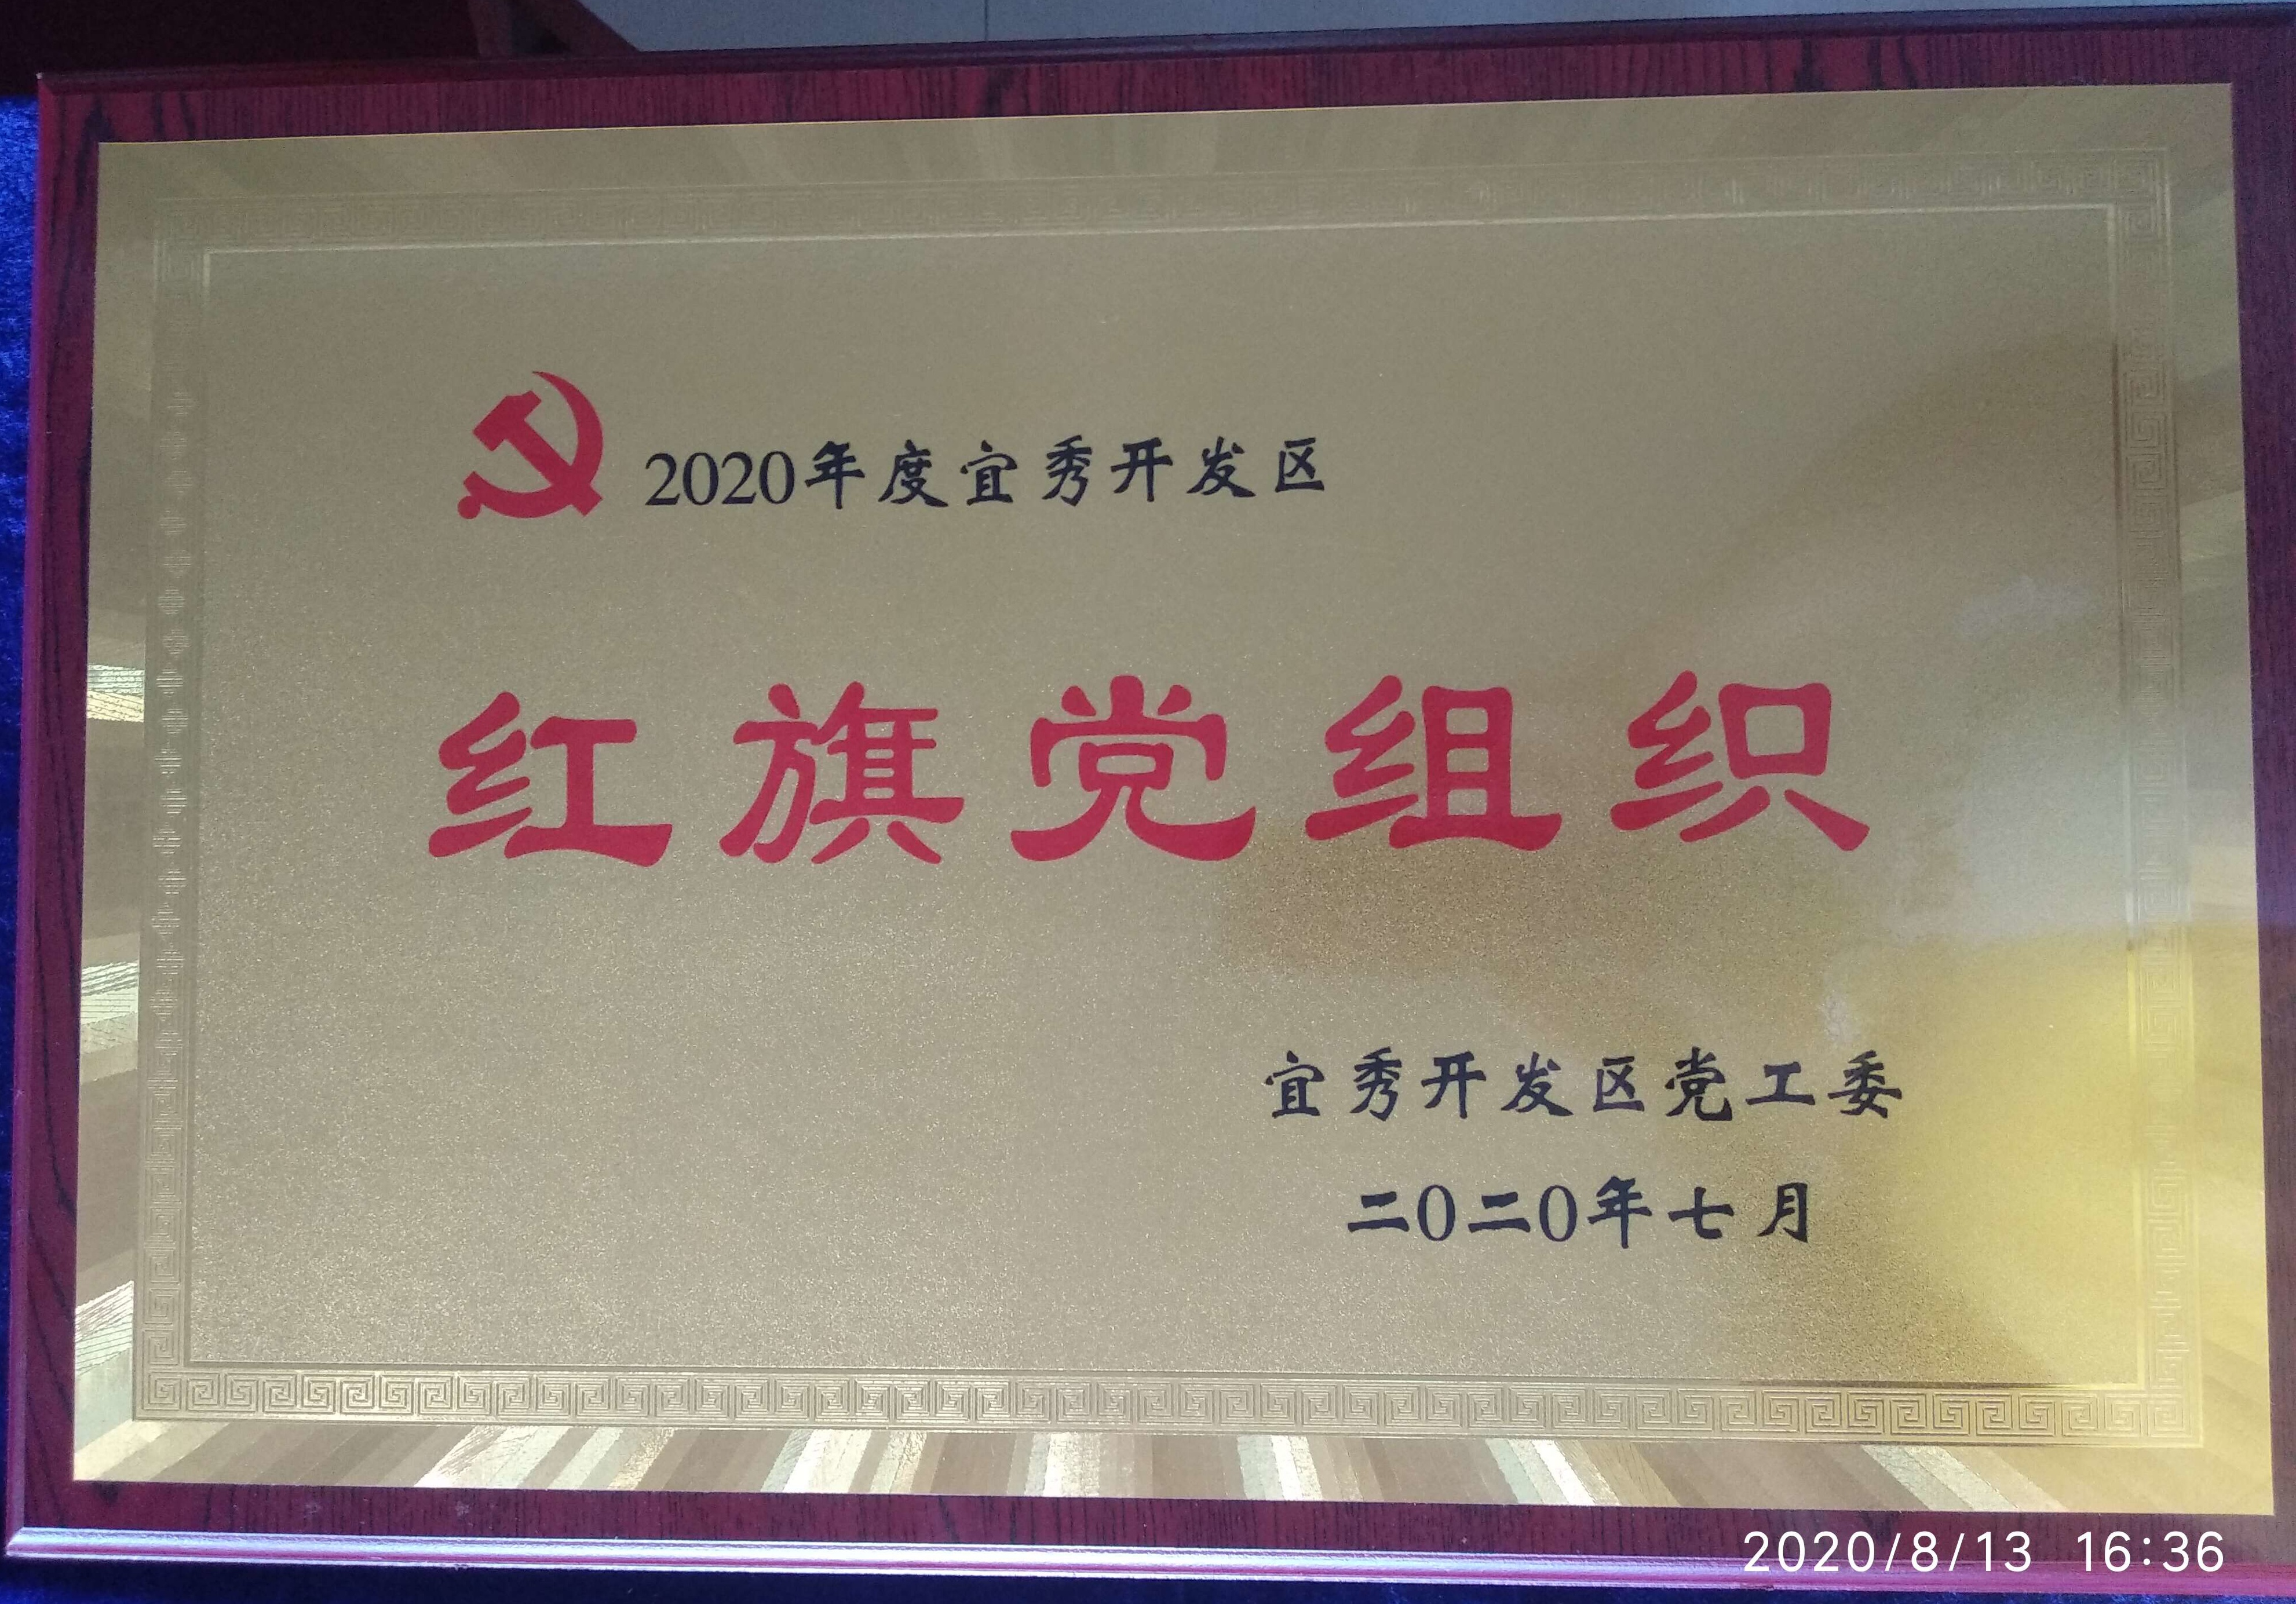 2020年度宜秀开发区
红旗党组织
宜秀开发区党工委
二0二0年七月
2020/8/13 16:36